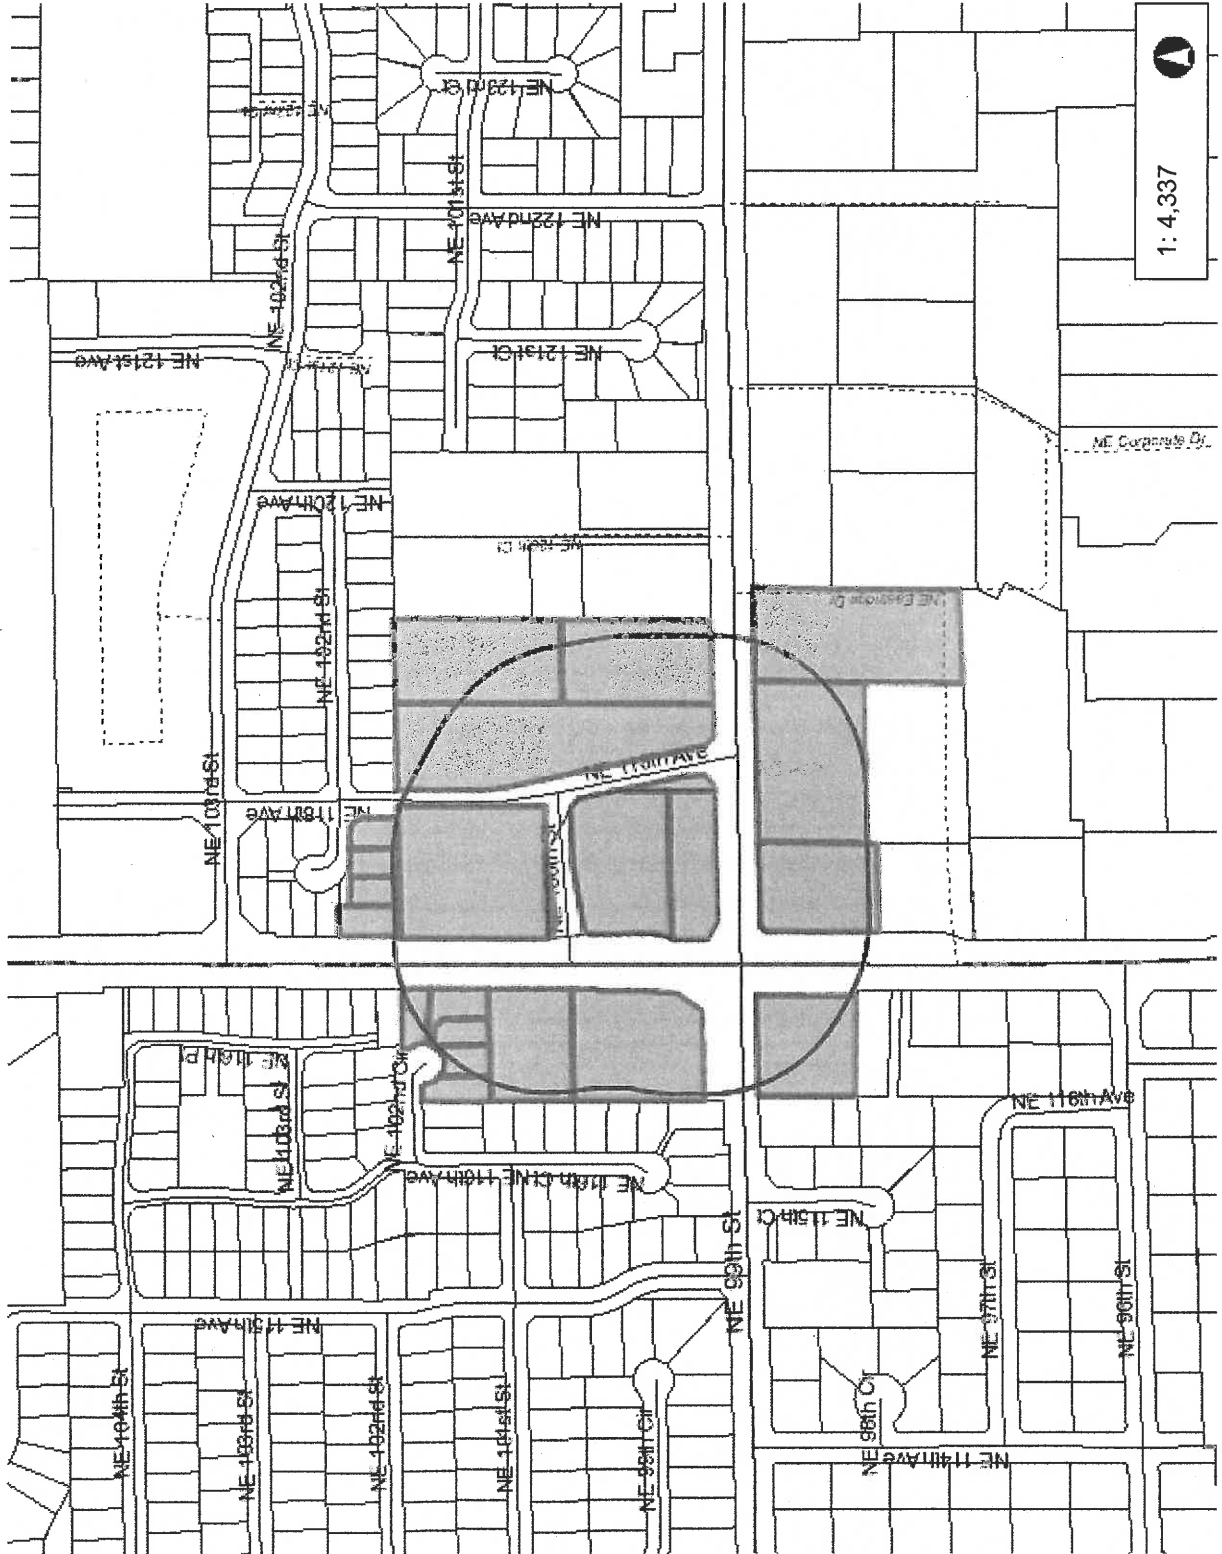 NE 123rd Ct
NE 101st St
NE 122nd Ave
NE 102nd St
1: 4,337
NE 121st Ave
NE 121st Ct
NE Corporate Dr
NE 120th Ave
NE 102nd St
NE Eastridge Dr
NE 103rd St
NE 118th Ave
NE 116th Pl
NE 103rd St
NE 102nd Cir
NE 116th Ave
NE 116th Ct
NE 116th Ave
NE 115th Ct
NE 99th St
NE 115th Ave
NE 97th St
NE 96th St
NE 104th St
NE 103rd St
NE 102nd St
NE 101st St
NE 99th Cir
NE 98th Cir
NE 114th Ave